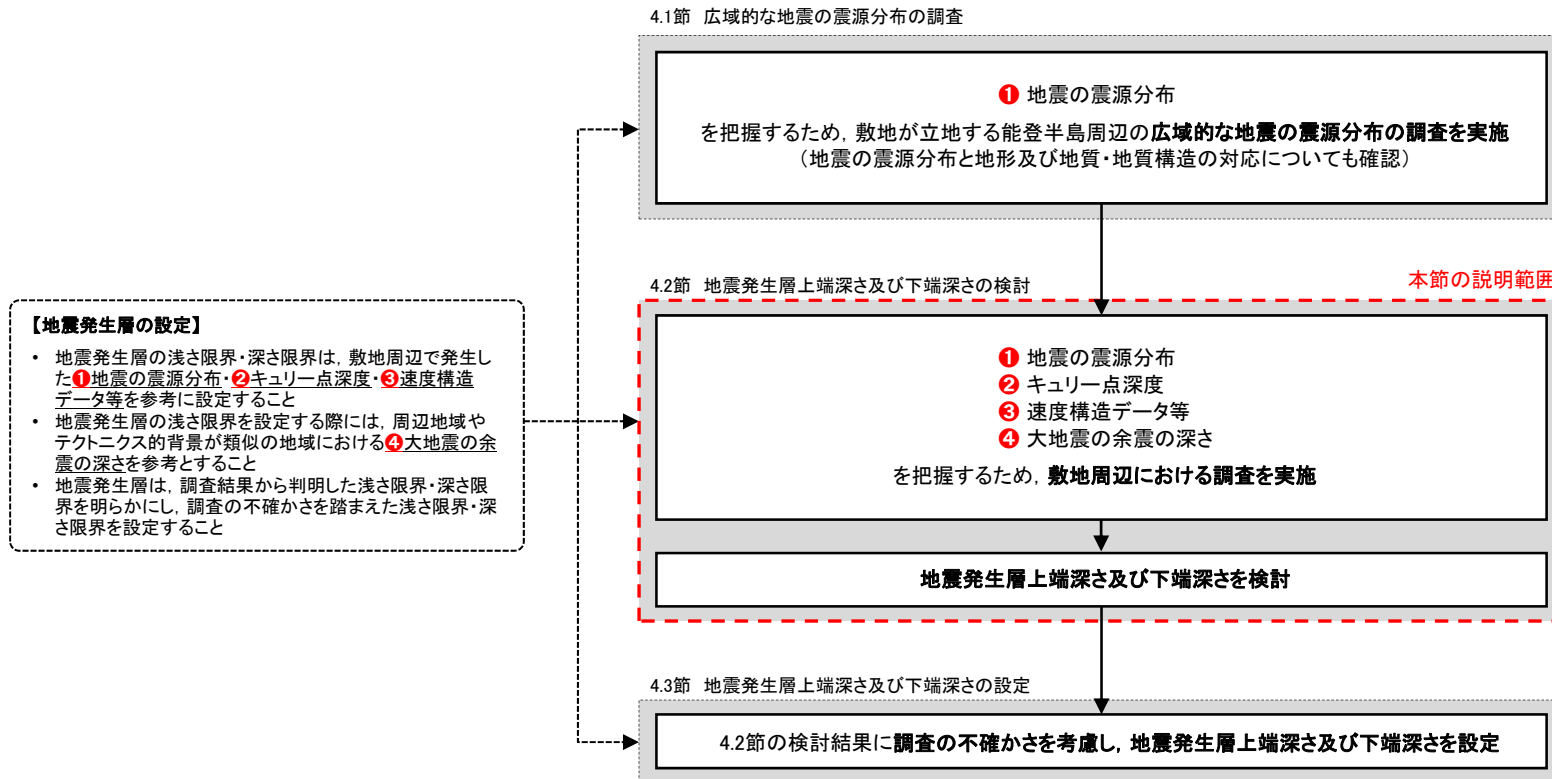 4.1節 広域的な地震の震源分布の調査
❶ 地震の震源分布
を把握するため，敷地が立地する能登半島周辺の広域的な地震の震源分布の調査を実施
（地震の震源分布と地形及び地質・地質構造の対応についても確認）
4.2節 地震発生層上端深さ及び下端深さの検討
本節の説明範囲
【地震発生層の設定】
• 地震発生層の浅さ限界・深さ限界は，敷地周辺で発生し
た❶地震の震源分布・❷キュリー点深度・❸速度構造
データ等を参考に設定すること
• 地震発生層の浅さ限界を設定する際には，周辺地域や
テクトニクス的背景が類似の地域における❹大地震の余
震の深さを参考とすること
• 地震発生層は，調査結果から判明した浅さ限界・深さ限
界を明らかにし，調査の不確かさを踏まえた浅さ限界・深
さ限界を設定すること
❶ 地震の震源分布
❷ キュリー点深度
❸ 速度構造データ等
❹ 大地震の余震の深さ
を把握するため，敷地周辺における調査を実施
地震発生層上端深さ及び下端深さを検討
4.3節 地震発生層上端深さ及び下端深さの設定
4.2節の検討結果に調査の不確かさを考慮し，地震発生層上端深さ及び下端深さを設定